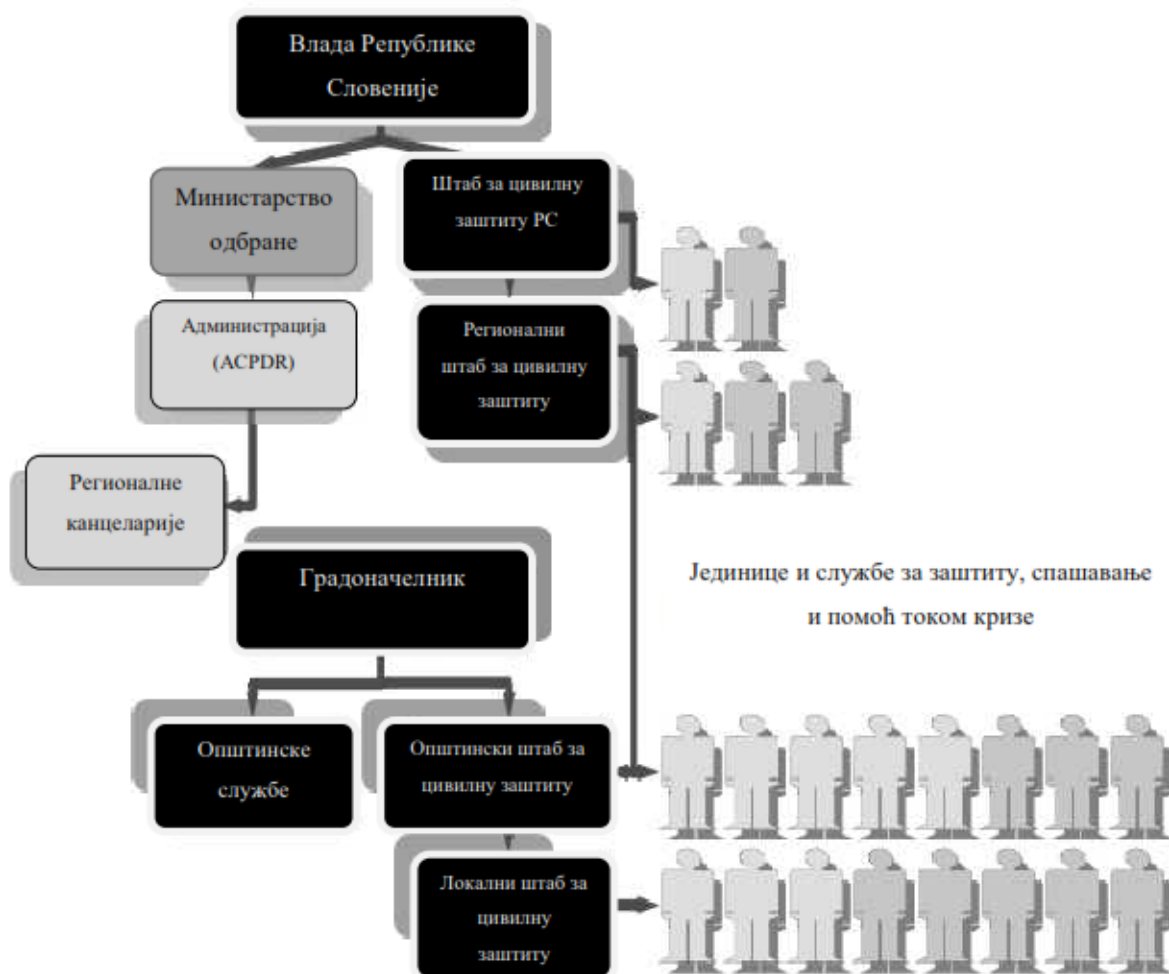 Влада Републике
Словеније
Министарство
одбране
Штаб за цивилну
заштиту РС
Администрација
(ACPDR)
Регионални
штаб за цивилну
заштиту
Регионалне
канцеларије
Градоначелник
Јединице и службе за заштиту, спашавање
и помоћ током кризе
Општинске
службе
Општински штаб за
цивилну заштиту
Локални штаб за
цивилну
заштиту